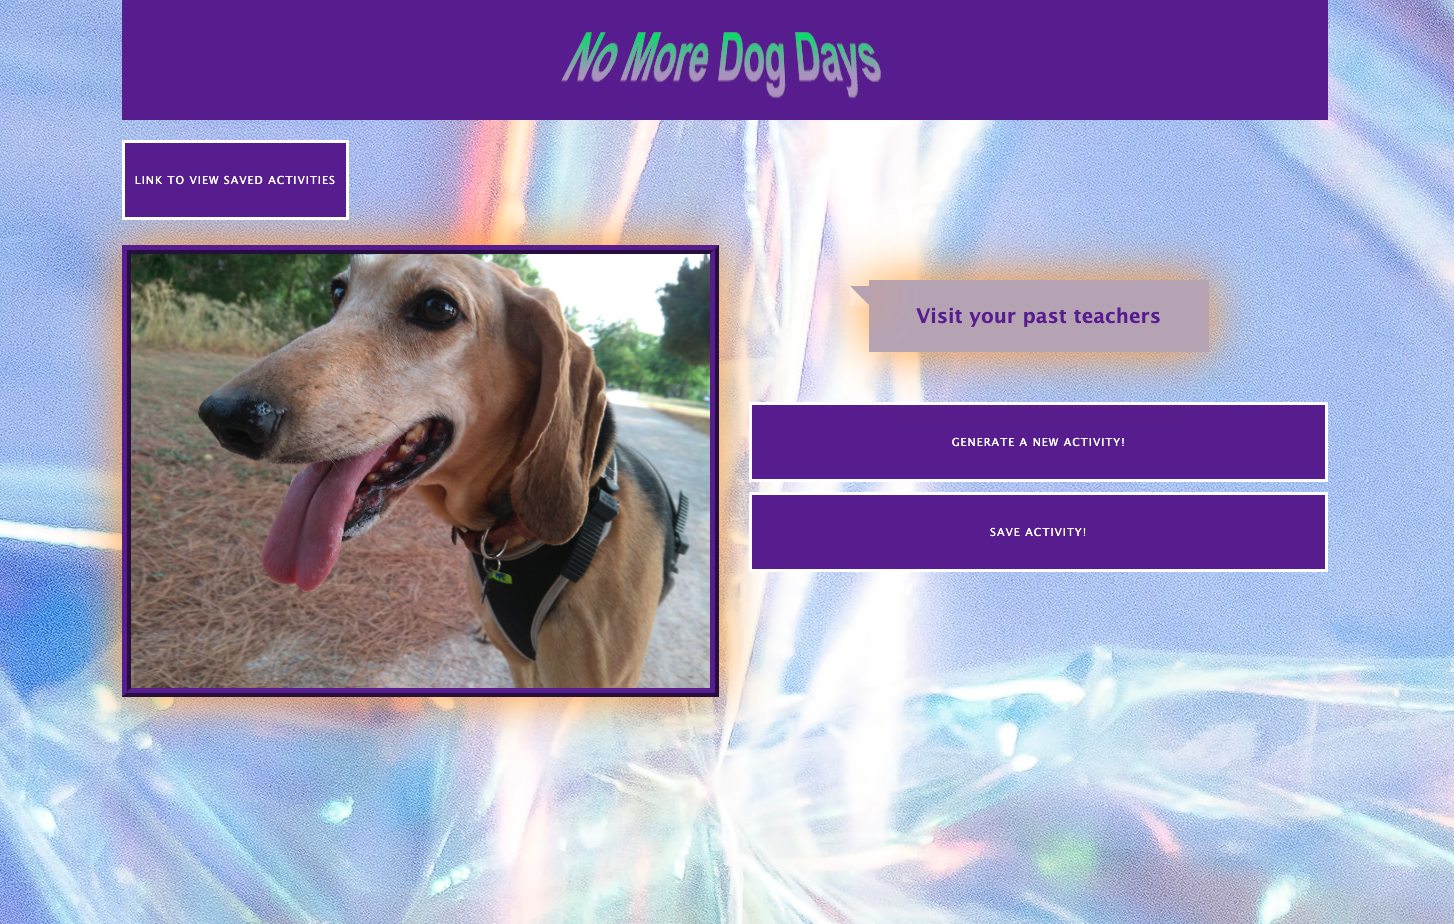 No More Dog Days
LINK TO VIEW SAVED ACTIVITIES
Visit your past teachers
GENERATE A NEW ACTIVITY!
SAVE ACTIVITY!